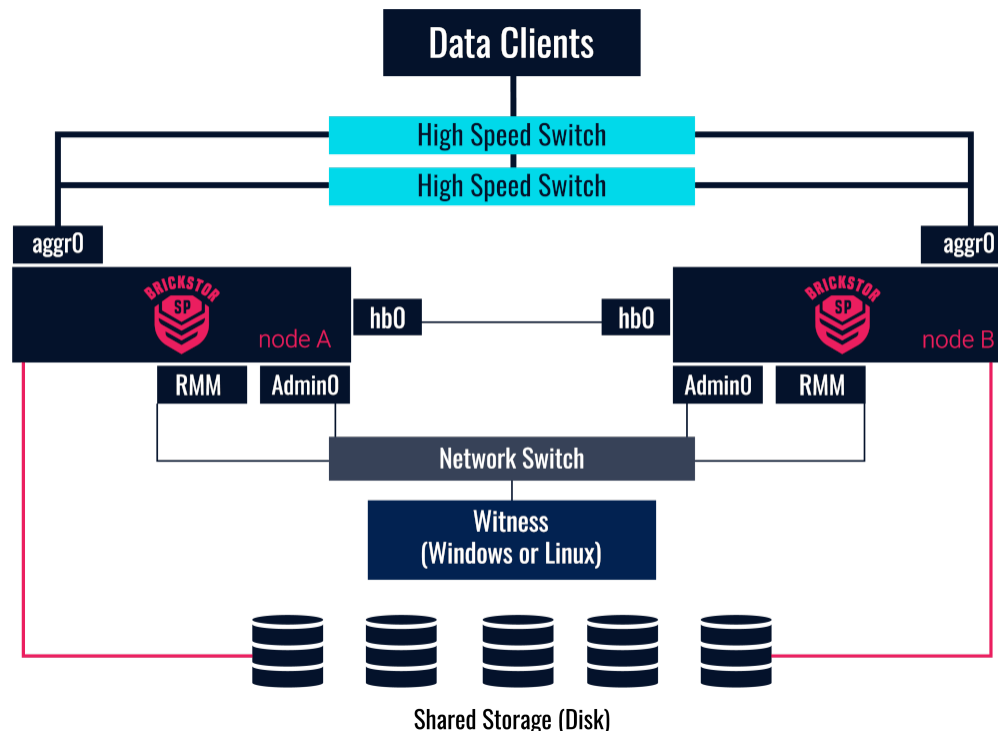 Data Clients
High Speed Switch
High Speed Switch
aggr0
aggr0
BRICKSTOR
SP
node A
hb0
hb0
BRICKSTOR
SP
node B
RMM
Admin0
Admin0
RMM
Network Switch
Witness
(Windows or Linux)
Shared Storage (Disk)